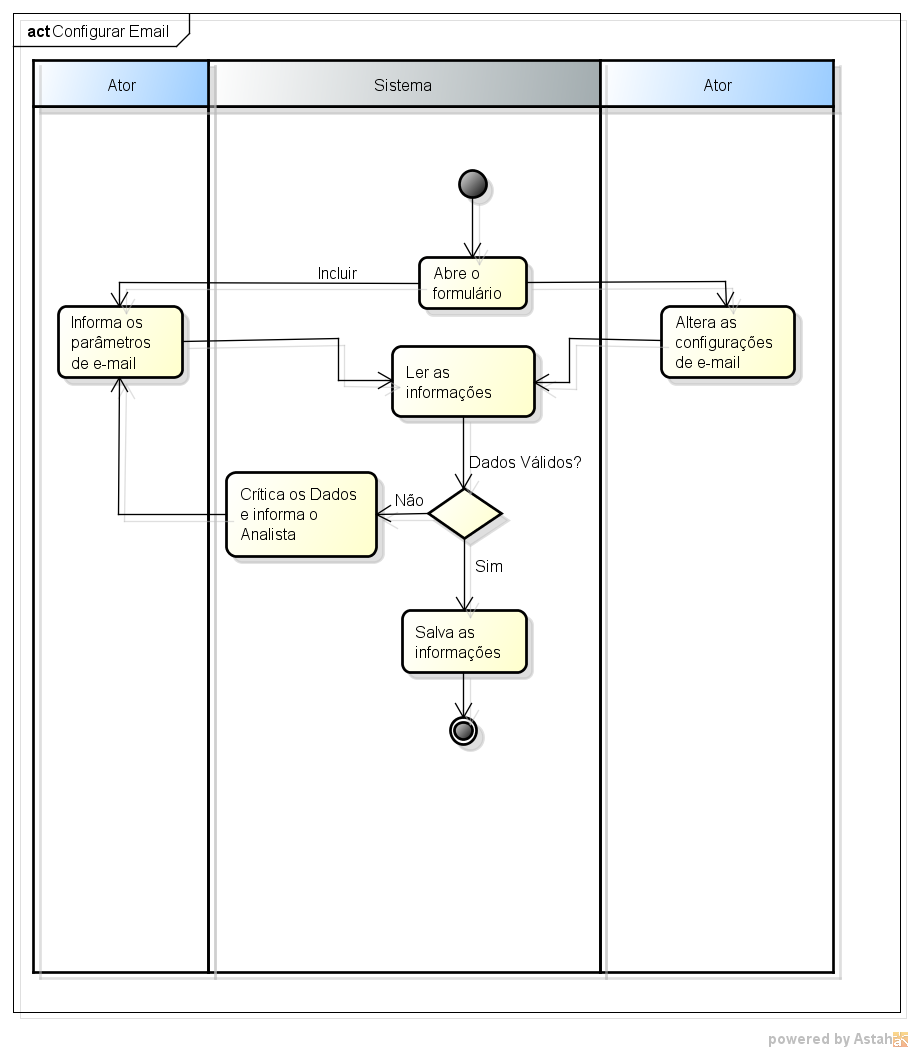 act Configurar Email
Ator
Sistema
Ator
Abre o
formulário
Incluir
Informa os
parâmetros
de e-mail
Altera as
configurações
de e-mail
Ler as
informações
Dados Válidos?
Não
Crítica os Dados
e informa o
Analista
Sim
Salva as
informações
powered by Astah